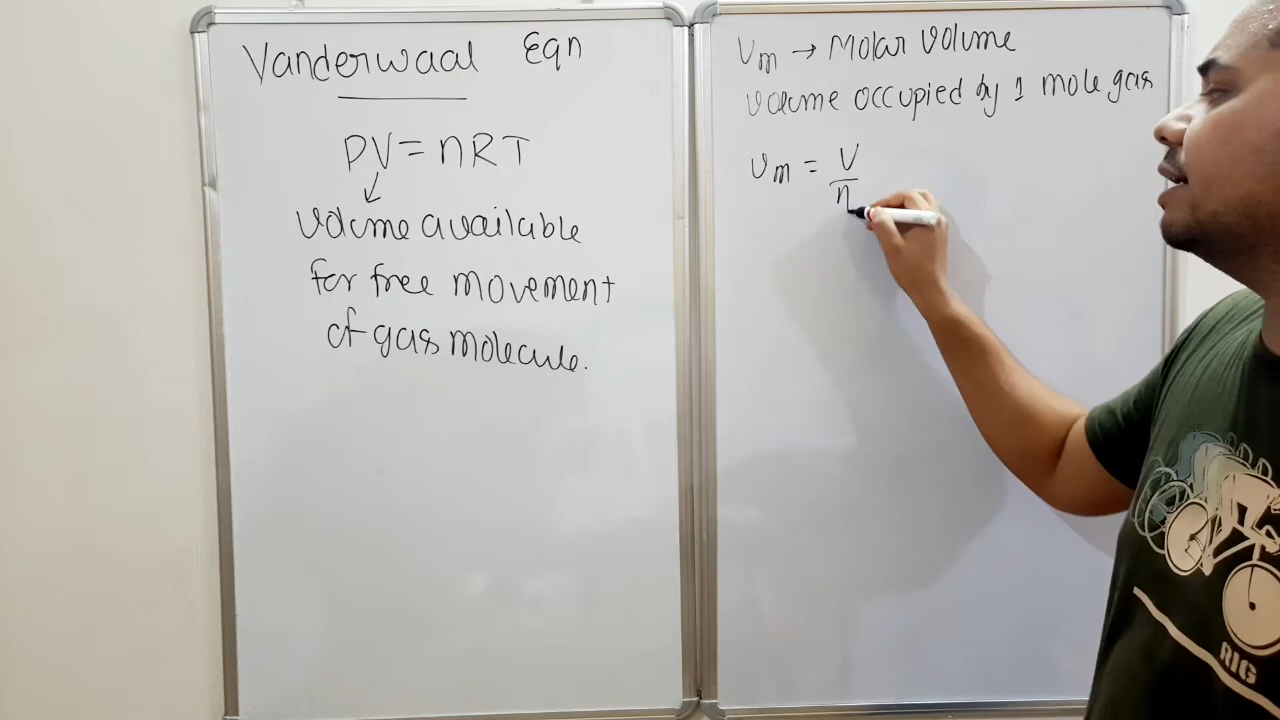 Vanderwaal Eqn
PV = nRT
Volume available
for free movement
of gas molecule.
Vm → Molar Volume
Volume occupied by 1 mole gas
Vm = V/n
RIG